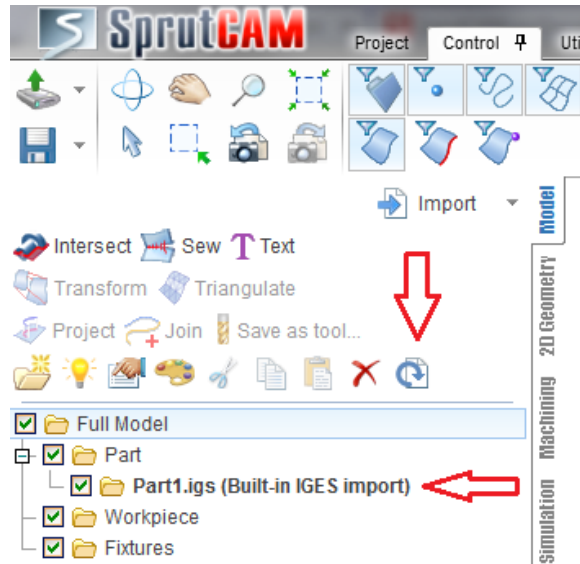 SprutCAM
Project Control Uti
Import
Intersect Sew T Text
Transform Triangulate
Project Join Save as tool...
Full Model
Part
Part1.igs (Built-in IGES import)
Workpiece
Fixtures
Model
2D Geometry
Machining
Simulation